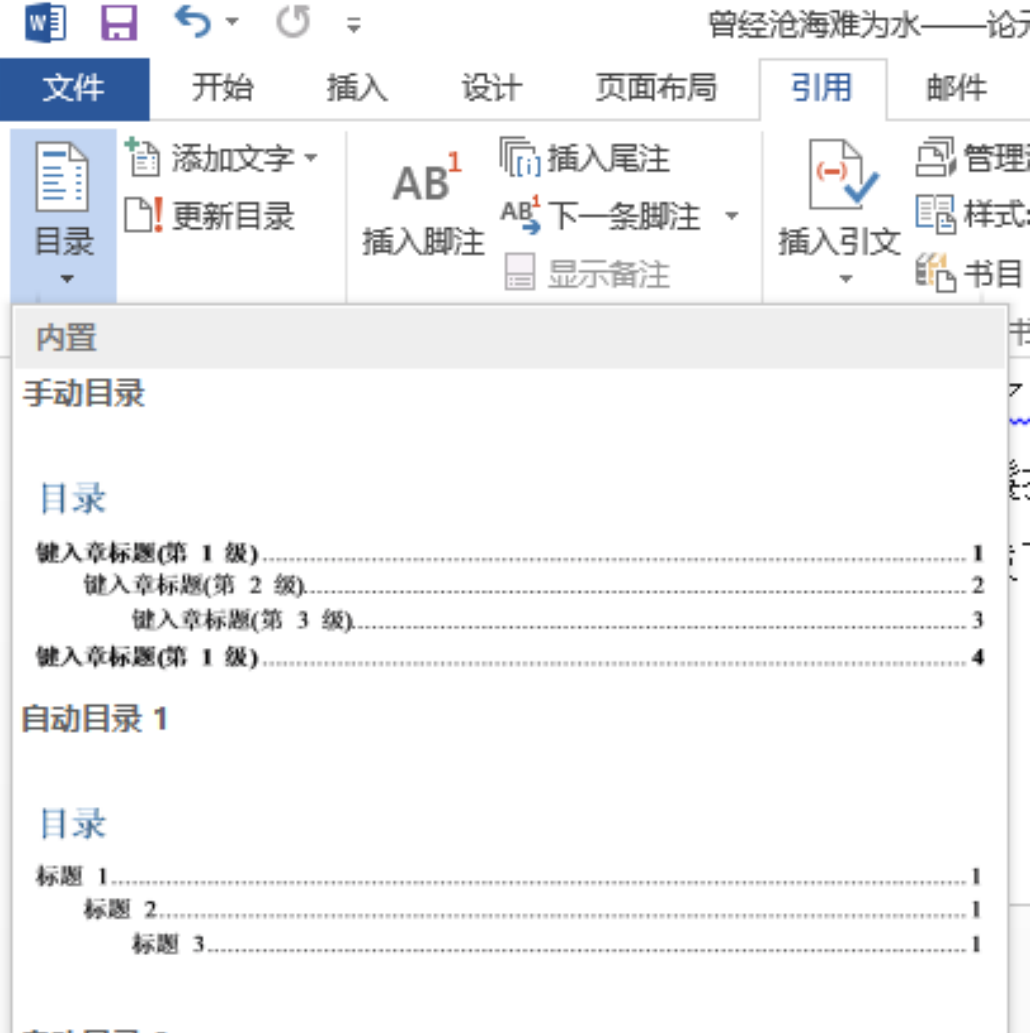 曾经沧海难为水——论元
文件 开始 插入 设计 页面布局 引用 邮件
目录
添加文字
更新目录
AB1
插入脚注
插入尾注
AB1 下一条脚注
显示备注
插入引文
管理
样式:
书目
书
内置
手动目录
目录
键入章标题(第 1 级)........1
键入章标题(第 2 级)........2
键入章标题(第 3 级)........3
键入章标题(第 1 级)........4
自动目录 1
目录
标题 1........1
标题 2........1
标题 3........1